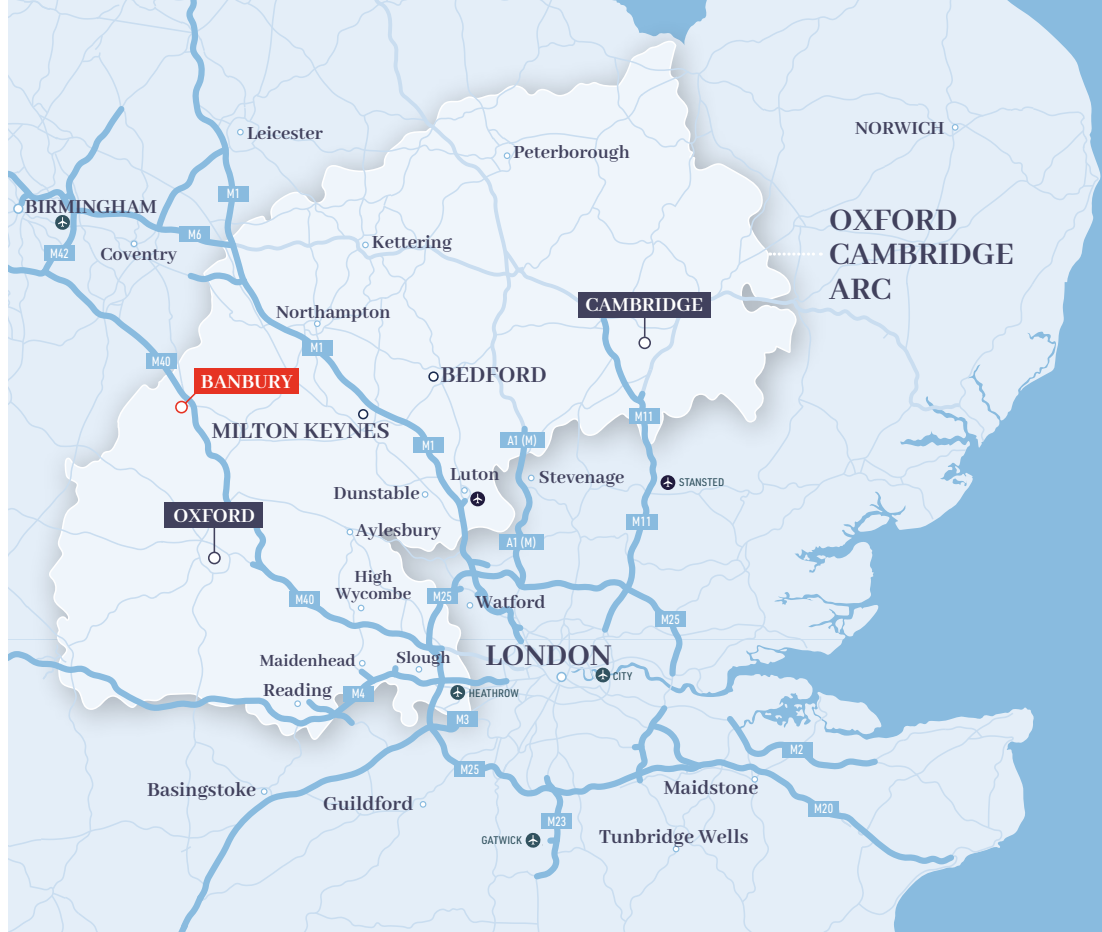 Leicester
NORWICH
Peterborough
M1
BIRMINGHAM
OXFORD
CAMBRIDGE
ARC
M6
M42
Coventry
Kettering
CAMBRIDGE
Northampton
M1
M40
BANBURY
BEDFORD
M11
MILTON KEYNES
M1
A1 (M)
Luton
Stevenage
STANSTED
Dunstable
OXFORD
M11
Aylesbury
A1 (M)
High
Wycombe
M25
M40
Watford
M25
LONDON
Maidenhead
Slough
CITY
Reading
M4
HEATHROW
M3
M2
M25
Basingstoke
Guildford
Maidstone
M20
M23
GATWICK
Tunbridge Wells